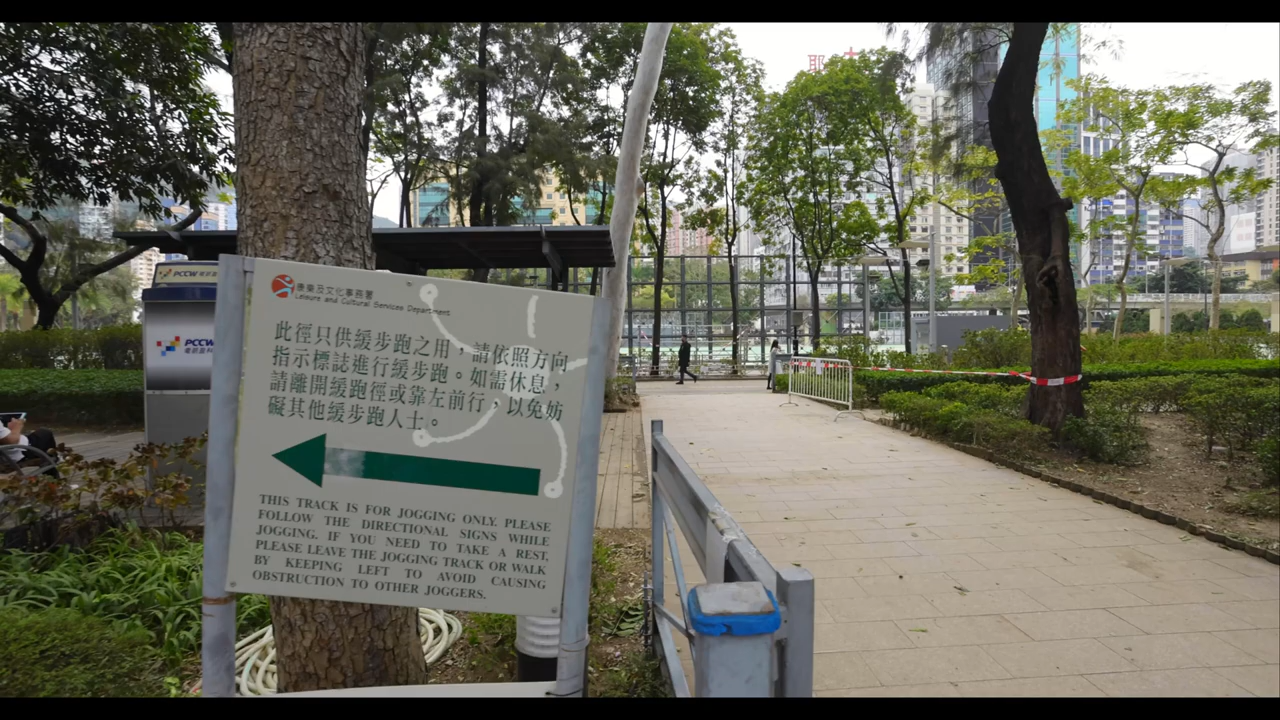 康樂及文化事務署
Leisure and Cultural Services Department
此徑只供緩步跑之用，請依照方向
指示標誌進行緩步跑。如需休息，
請離開緩跑徑或靠左前行，以免妨
礙其他緩步跑人士。
THIS TRACK IS FOR JOGGING ONLY. PLEASE
FOLLOW THE DIRECTIONAL SIGNS WHILE
JOGGING. IF YOU NEED TO TAKE A REST,
PLEASE LEAVE THE JOGGING TRACK OR WALK
BY KEEPING LEFT TO AVOID CAUSING
OBSTRUCTION TO OTHER JOGGERS.
PCCW
PCCW